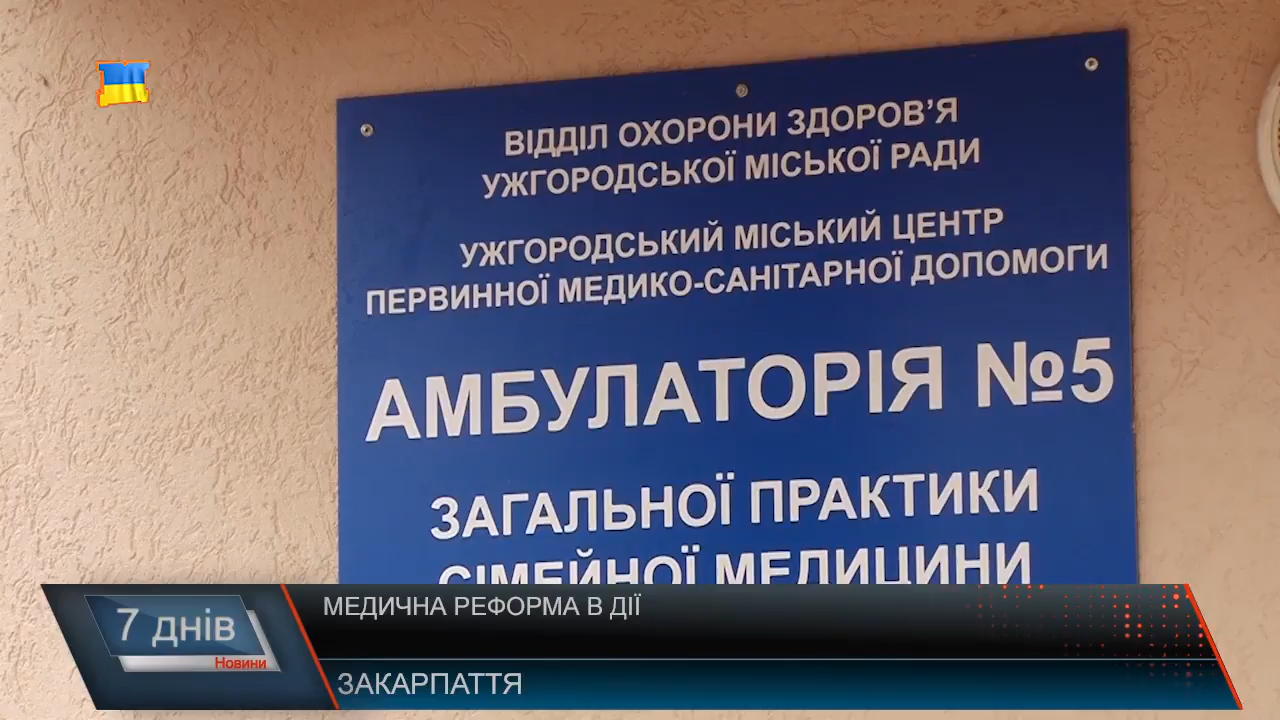 ВІДДІЛ ОХОРОНИ ЗДОРОВ’Я
УЖГОРОДСЬКОЇ МІСЬКОЇ РАДИ
УЖГОРОДСЬКИЙ МІСЬКИЙ ЦЕНТР
ПЕРВИННОЇ МЕДИКО-САНІТАРНОЇ ДОПОМОГИ
АМБУЛАТОРІЯ №5
ЗАГАЛЬНОЇ ПРАКТИКИ
СІМЕЙНОЇ МЕДИЦИНИ
7 днів
Новини
МЕДИЧНА РЕФОРМА В ДІЇ
ЗАКАРПАТТЯ